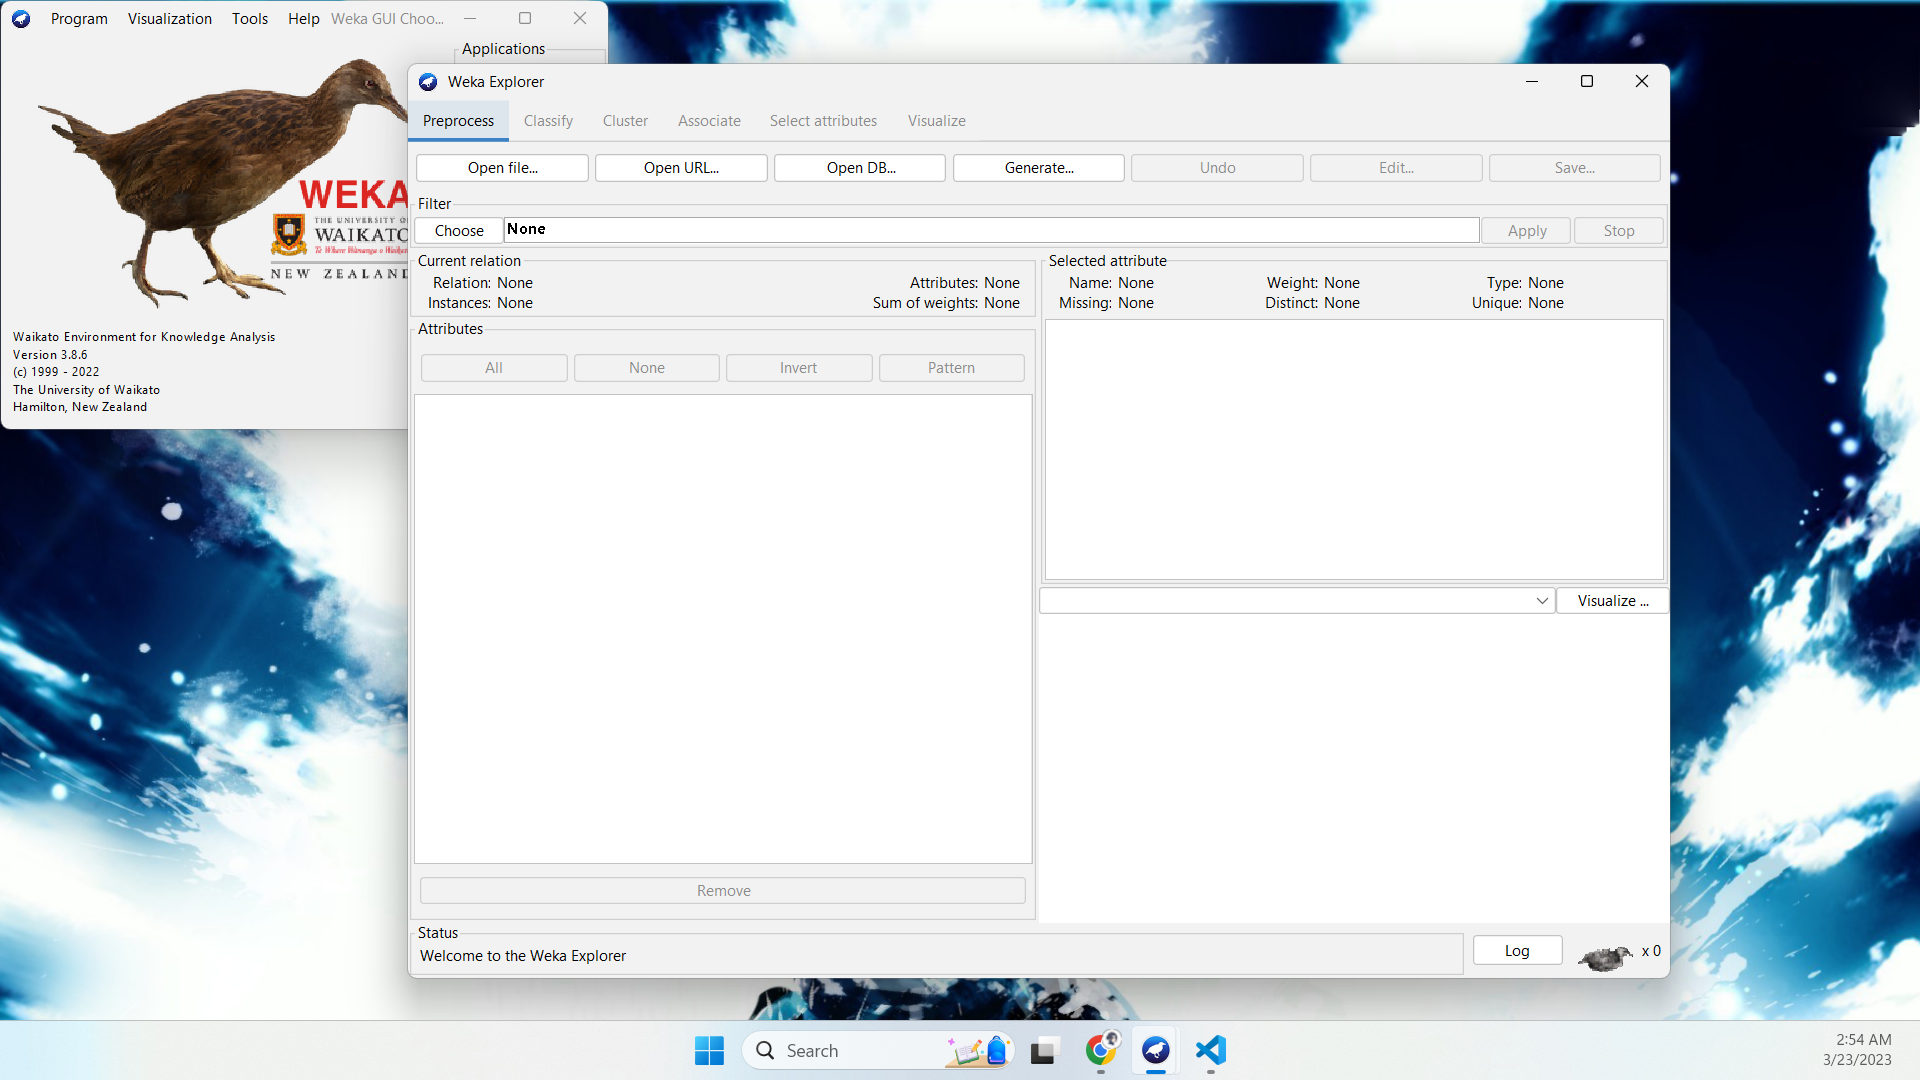 Program Visualization Tools Help Weka GUI Choo...
Applications
WEKA
THE UNIVERSITY O
WAIKATO
Te Whare Wānanga o Waikato
NEW ZEALAND
Waikato Environment for Knowledge Analysis
Version 3.8.6
(c) 1999 - 2022
The University of Waikato
Hamilton, New Zealand
Weka Explorer
Preprocess Classify Cluster Associate Select attributes Visualize
Open file... Open URL... Open DB... Generate... Undo Edit... Save...
Filter
Choose None Apply Stop
Current relation
Relation: None Attributes: None
Instances: None Sum of weights: None
Selected attribute
Name: None Weight: None Type: None
Missing: None Distinct: None Unique: None
Attributes
All None Invert Pattern
Visualize ...
Remove
Status
Welcome to the Weka Explorer
Log x 0
Search
2:54 AM
3/23/2023